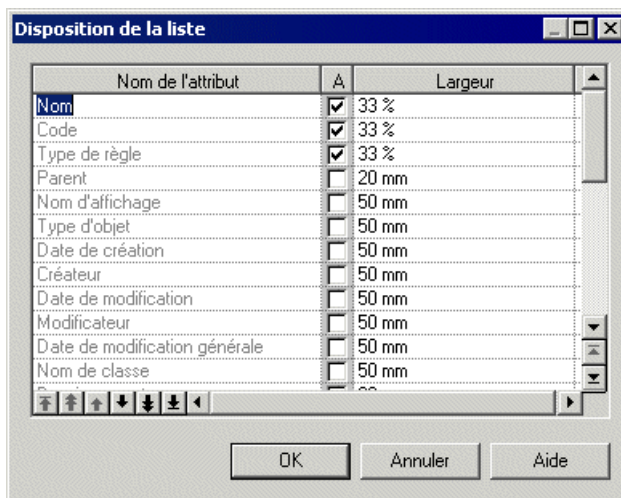 Disposition de la liste
Nom de l'attribut A Largeur
Nom 33 %
Code 33 %
Type de règle 33 %
Parent 20 mm
Nom d'affichage 50 mm
Type d'objet 50 mm
Date de création 50 mm
Créateur 50 mm
Date de modification 50 mm
Modificateur 50 mm
Date de modification générale 50 mm
Nom de classe 50 mm
OK Annuler Aide